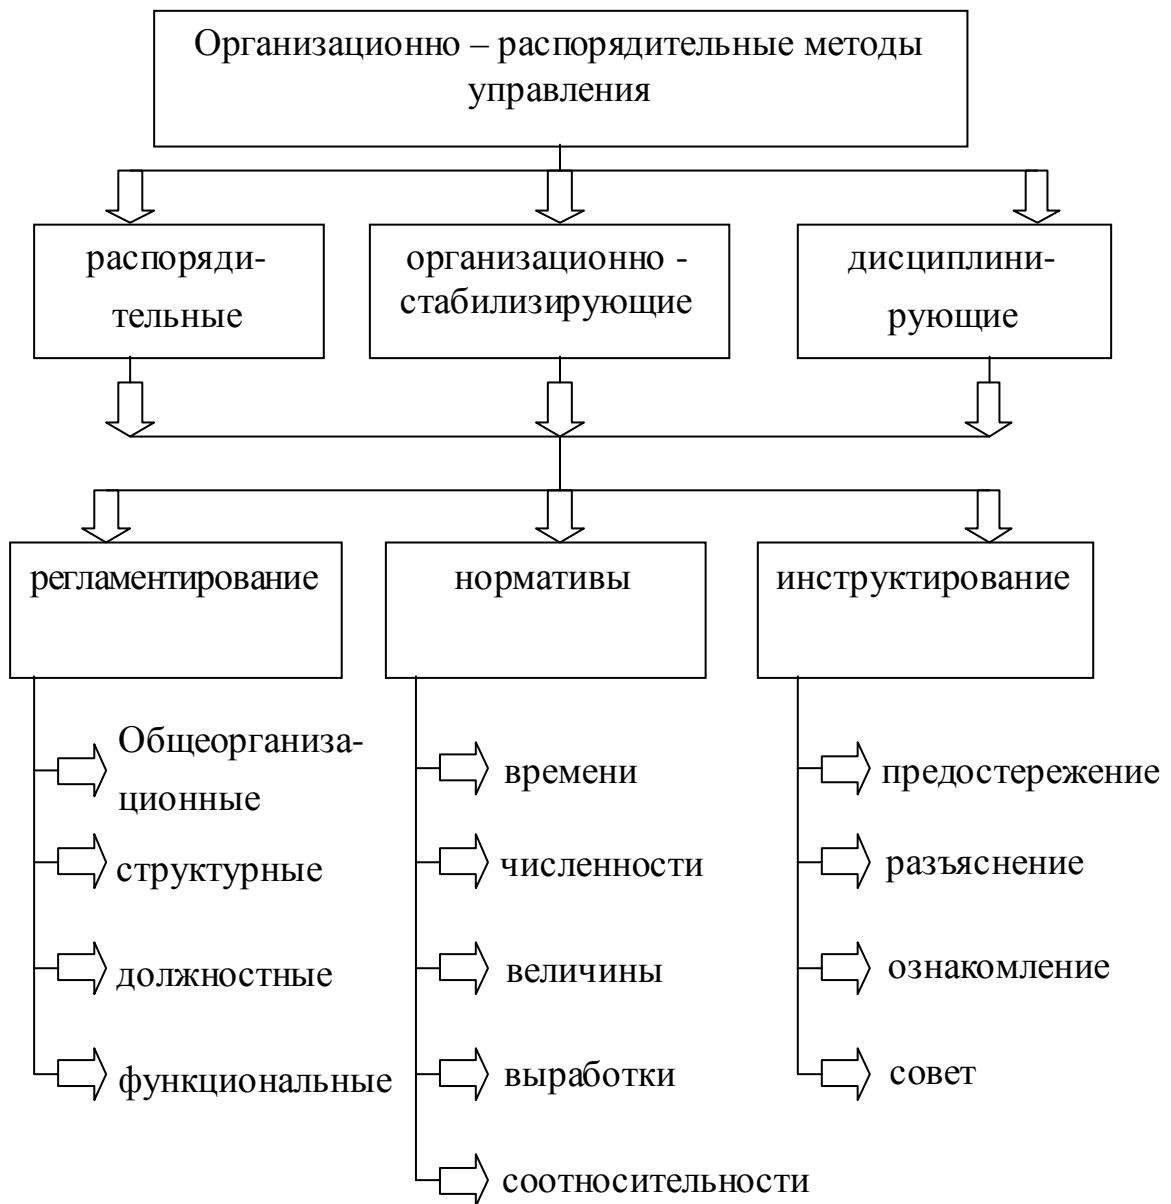 Организационно – распорядительные методы
управления
распоряди-
тельные
организационно -
стабилизирующие
дисциплини-
рующие
регламентирование
нормативы
инструктирование
Общеорганиза-
ционные
структурные
должностные
функциональные
времени
численности
величины
выработки
соотносительности
предостережение
разъяснение
ознакомление
совет